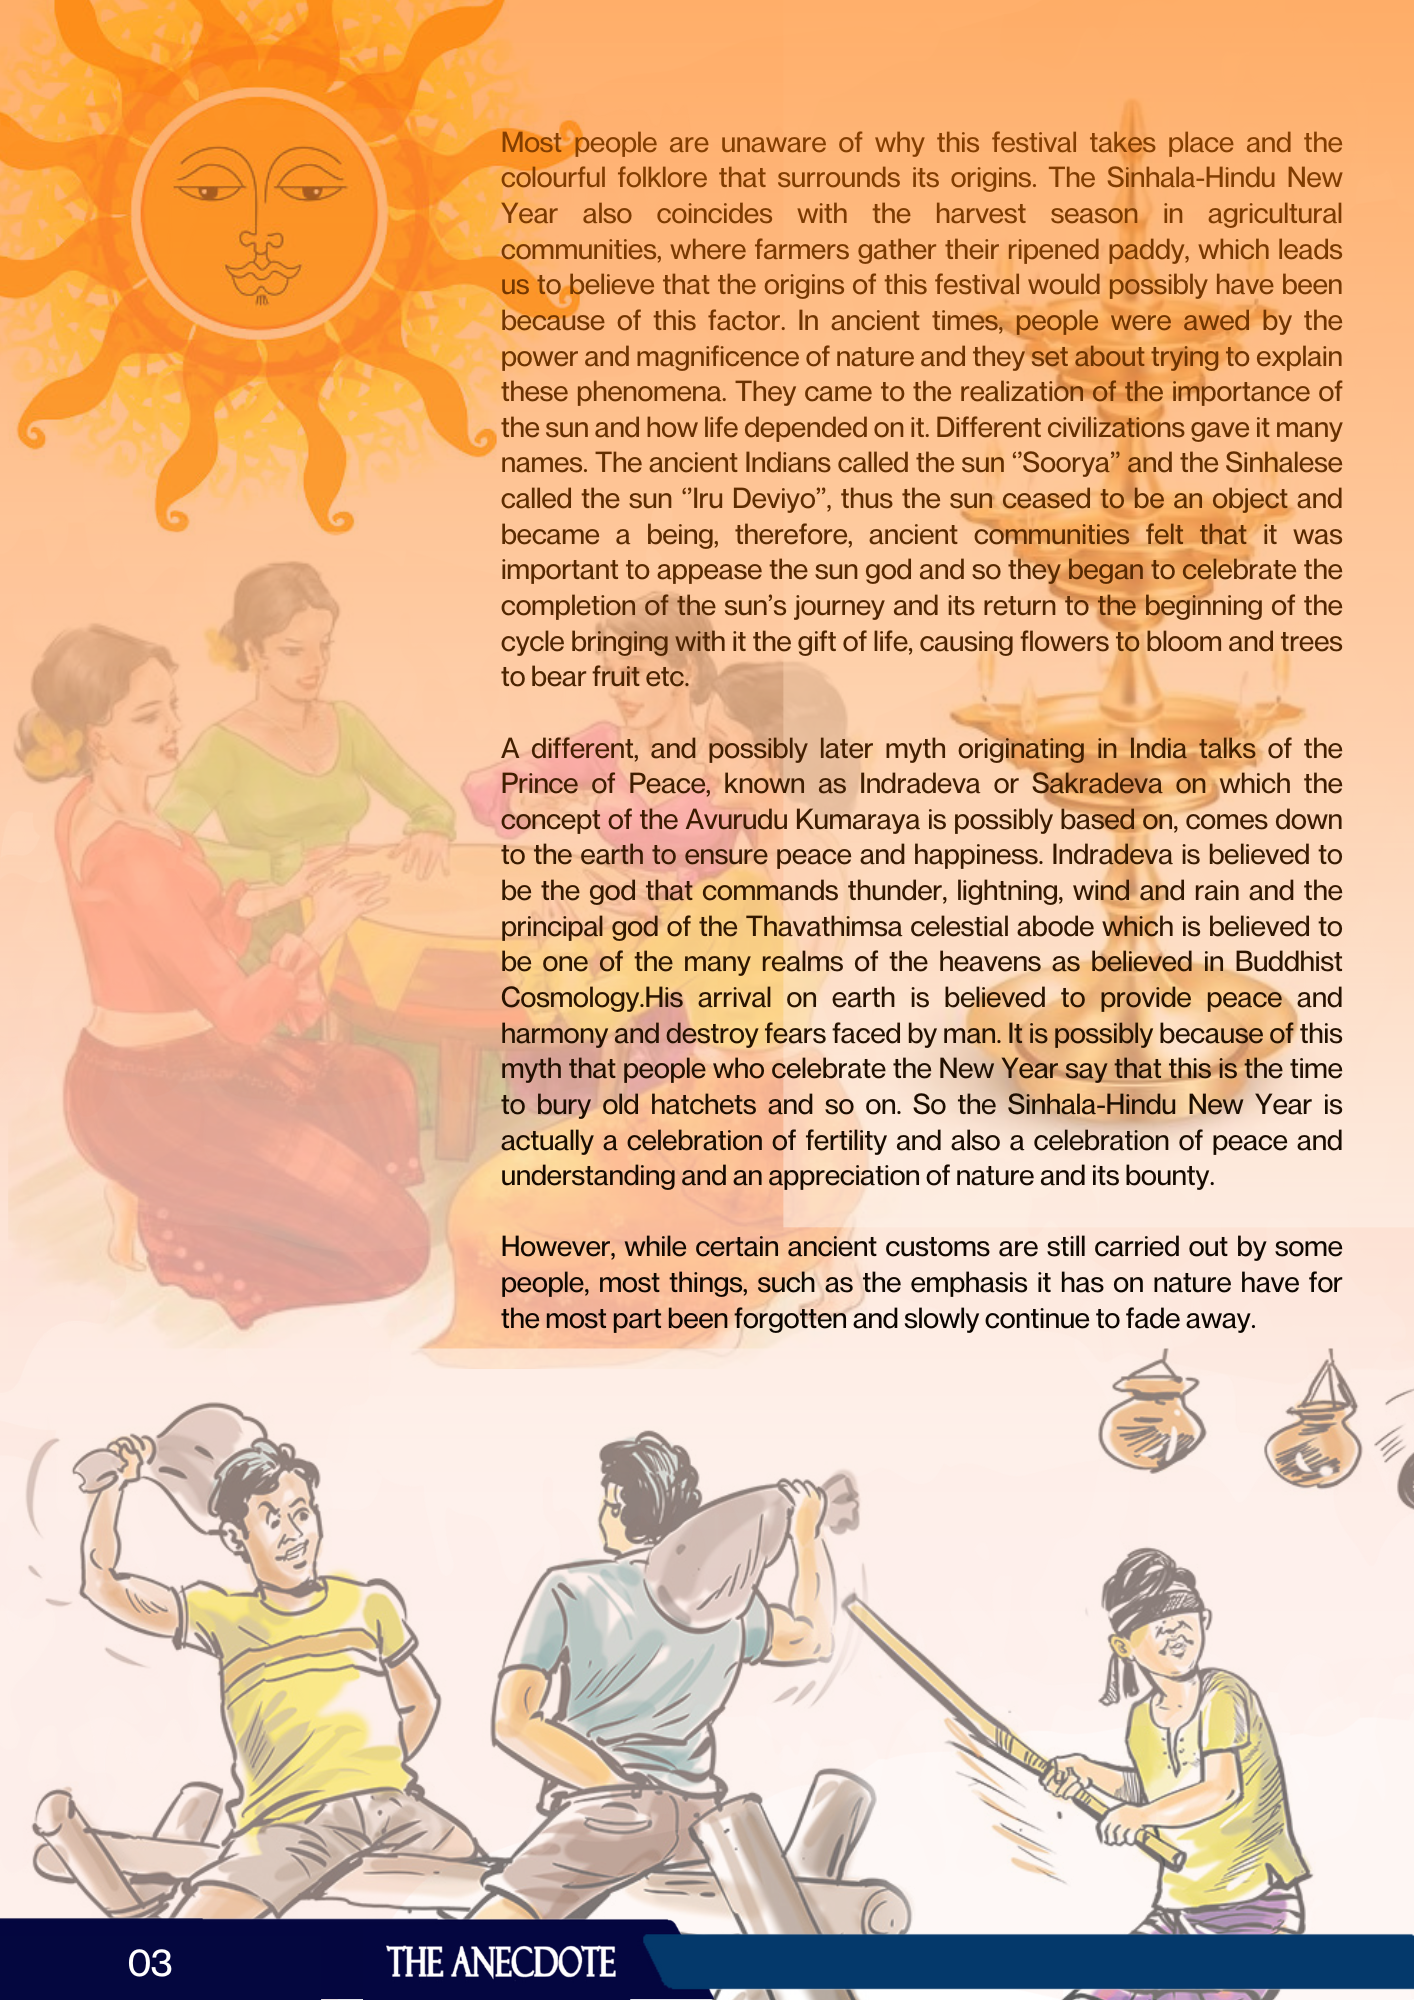 Most people are unaware of why this festival takes place and the
colourful folklore that surrounds its origins. The Sinhala-Hindu New
Year also coincides with the harvest season in agricultural
communities, where farmers gather their ripened paddy, which leads
us to believe that the origins of this festival would possibly have been
because of this factor. In ancient times, people were awed by the
power and magnificence of nature and they set about trying to explain
these phenomena. They came to the realization of the importance of
the sun and how life depended on it. Different civilizations gave it many
names. The ancient Indians called the sun ‘’Soorya” and the Sinhalese
called the sun ‘’Iru Deviyo”, thus the sun ceased to be an object and
became a being, therefore, ancient communities felt that it was
important to appease the sun god and so they began to celebrate the
completion of the sun’s journey and its return to the beginning of the
cycle bringing with it the gift of life, causing flowers to bloom and trees
to bear fruit etc.
A different, and possibly later myth originating in India talks of the
Prince of Peace, known as Indradeva or Sakradeva on which the
concept of the Avurudu Kumaraya is possibly based on, comes down
to the earth to ensure peace and happiness. Indradeva is believed to
be the god that commands thunder, lightning, wind and rain and the
principal god of the Thavathimsa celestial abode which is believed to
be one of the many realms of the heavens as believed in Buddhist
Cosmology.His arrival on earth is believed to provide peace and
harmony and destroy fears faced by man. It is possibly because of this
myth that people who celebrate the New Year say that this is the time
to bury old hatchets and so on. So the Sinhala-Hindu New Year is
actually a celebration of fertility and also a celebration of peace and
understanding and an appreciation of nature and its bounty.
However, while certain ancient customs are still carried out by some
people, most things, such as the emphasis it has on nature have for
the most part been forgotten and slowly continue to fade away.
03
THE ANECDOTE